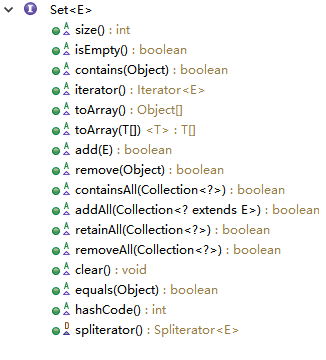 Set<E>
size() : int
isEmpty() : boolean
contains(Object) : boolean
iterator() : Iterator<E>
toArray() : Object[]
toArray(T[]) <T> : T[]
add(E) : boolean
remove(Object) : boolean
containsAll(Collection<?>) : boolean
addAll(Collection<? extends E>) : boolean
retainAll(Collection<?>) : boolean
removeAll(Collection<?>) : boolean
clear() : void
equals(Object) : boolean
hashCode() : int
spliterator() : Spliterator<E>